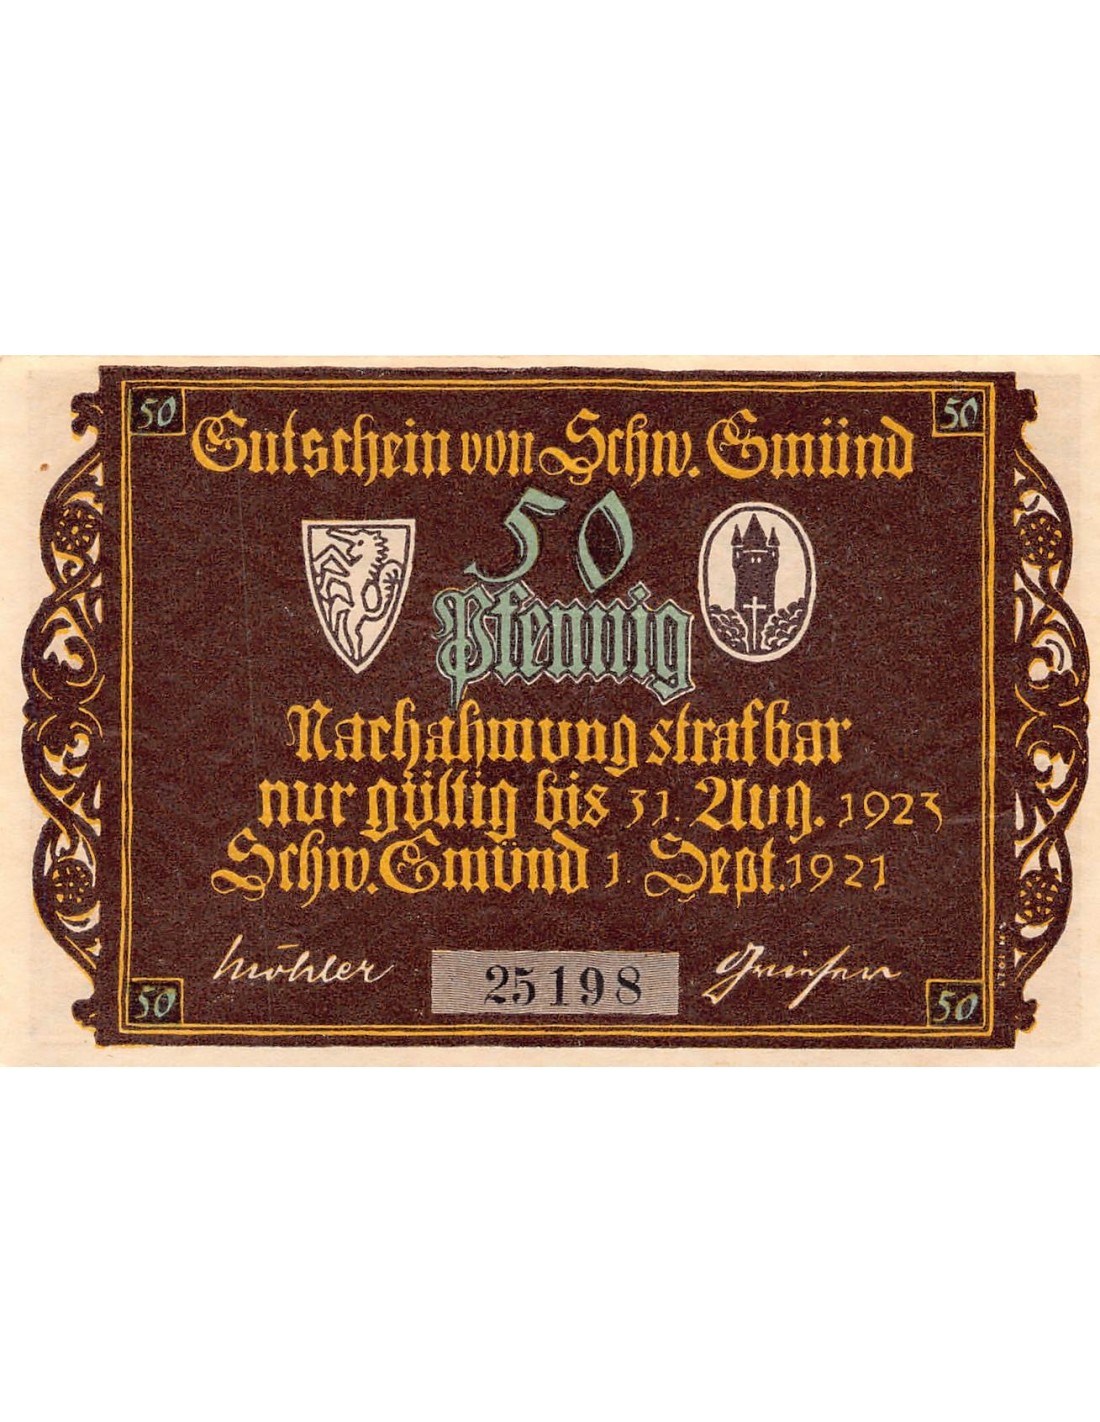 50 50
Gutschein von Schw. Gmünd
50
Pfennig
Nachahmung strafbar
nur gültig bis 31. Aug. 1923
Schw. Gmünd 1. Sept. 1921
Möhler 25198
50 50